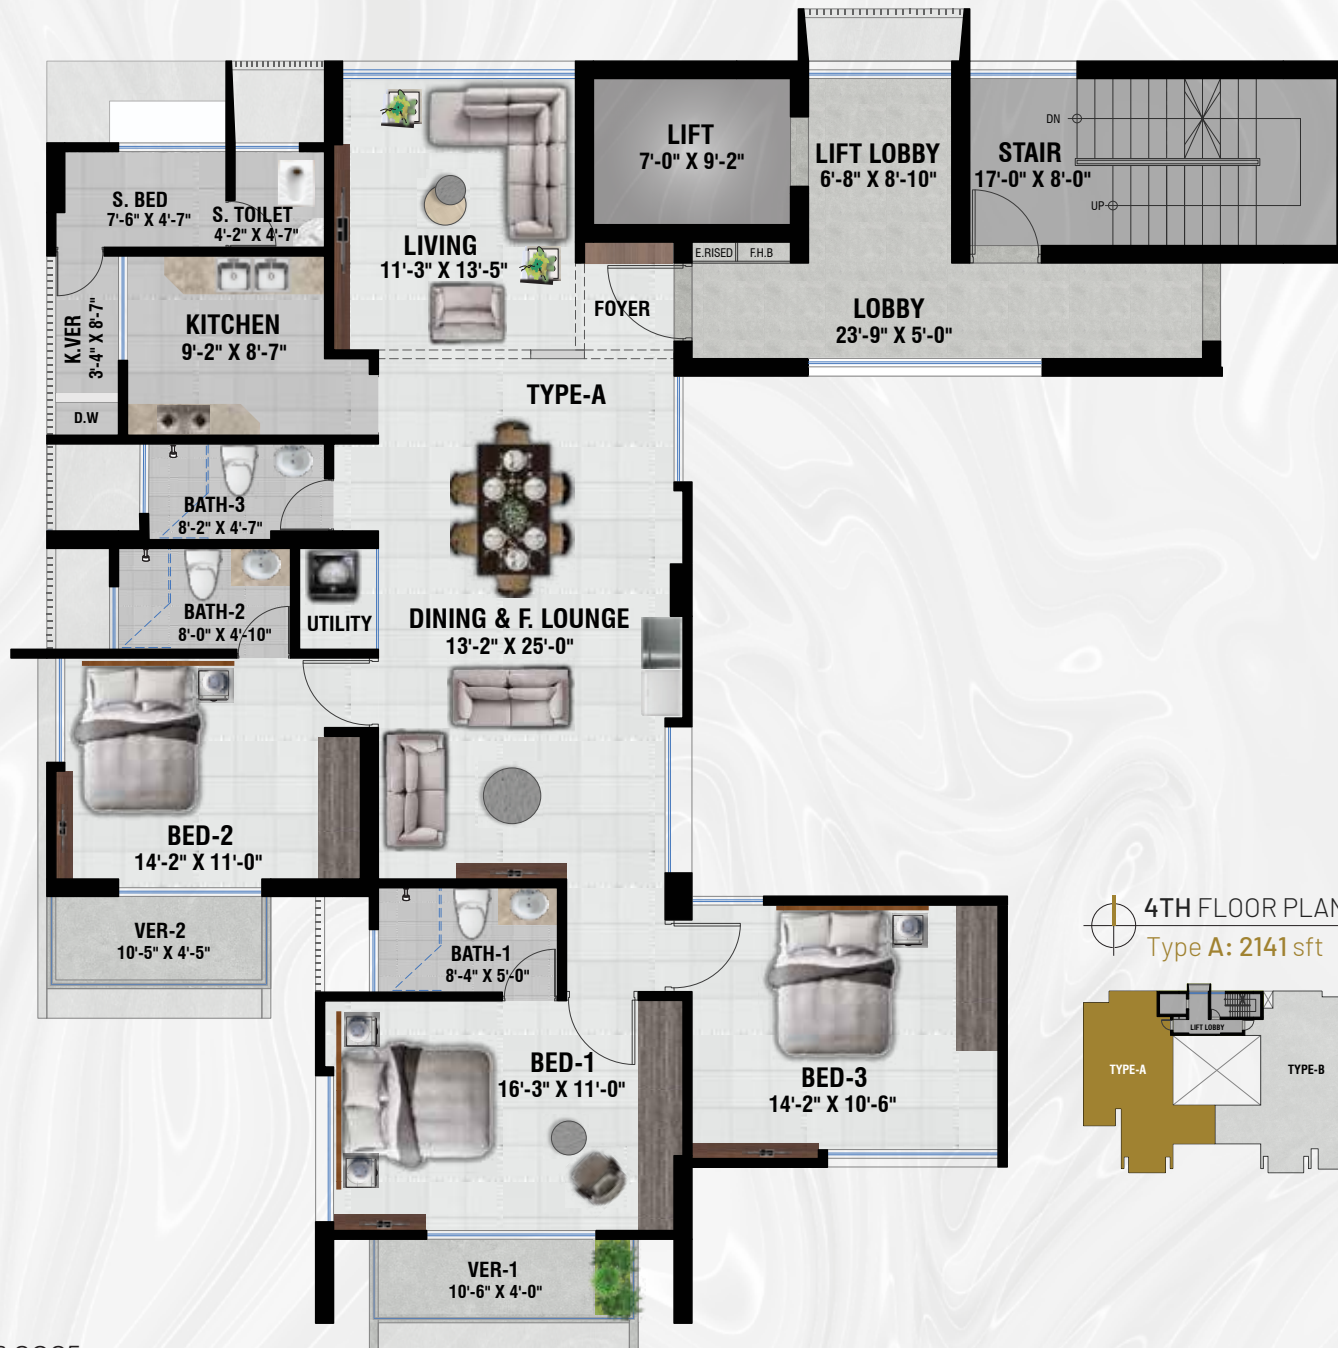 LIFT
7'-0" X 9'-2"
LIFT LOBBY
6'-8" X 8'-10"
STAIR
17'-0" X 8'-0"
DN
UP
S. BED
7'-6" X 4'-7"
S. TOILET
4'-2" X 4'-7"
LIVING
11'-3" X 13'-5"
E.RISED
F.H.B
FOYER
LOBBY
23'-9" X 5'-0"
K.VER
3'-4" X 8'-7"
KITCHEN
9'-2" X 8'-7"
D.W
TYPE-A
BATH-3
8'-2" X 4'-7"
BATH-2
8'-0" X 4'-10"
UTILITY
DINING & F. LOUNGE
13'-2" X 25'-0"
BED-2
14'-2" X 11'-0"
VER-2
10'-5" X 4'-5"
BATH-1
8'-4" X 5'-0"
BED-1
16'-3" X 11'-0"
BED-3
14'-2" X 10'-6"
VER-1
10'-6" X 4'-0"
4TH FLOOR PLAN
Type A: 2141 sft
LIFT LOBBY
TYPE-A
TYPE-B